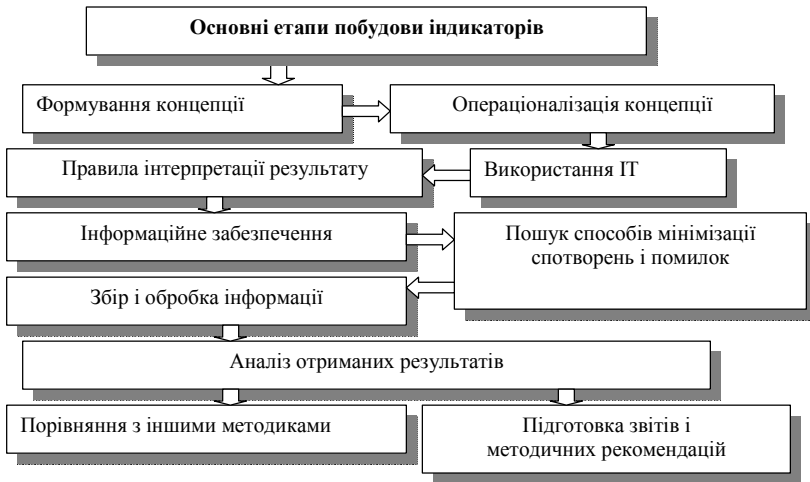 Основні етапи побудови індикаторів
Формування концепції
Операціоналізація концепції
Правила інтерпретації результату
Використання ІТ
Інформаційне забезпечення
Пошук способів мінімізації
спотворень і помилок
Збір і обробка інформації
Аналіз отриманих результатів
Порівняння з іншими методиками
Підготовка звітів і
методичних рекомендацій